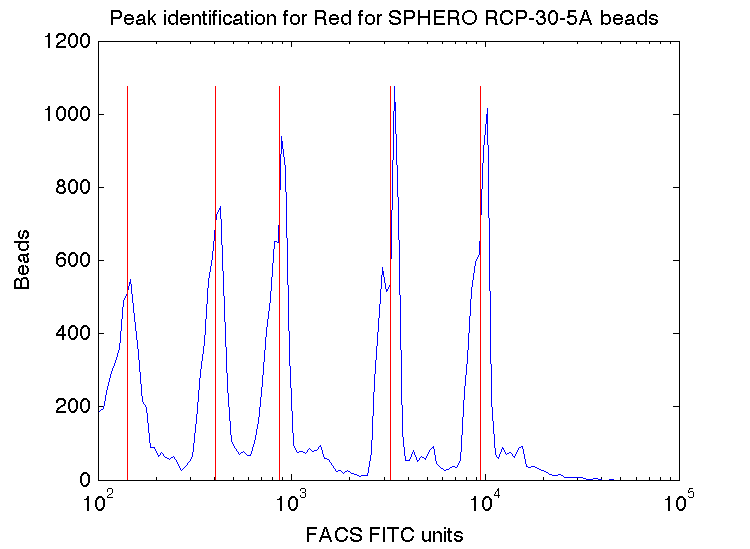 Peak identification for Red for SPHERO RCP-30-5A beads
1200
1000
800
600
400
200
0
Beads
10^2 10^3 10^4 10^5
FACS FITC units